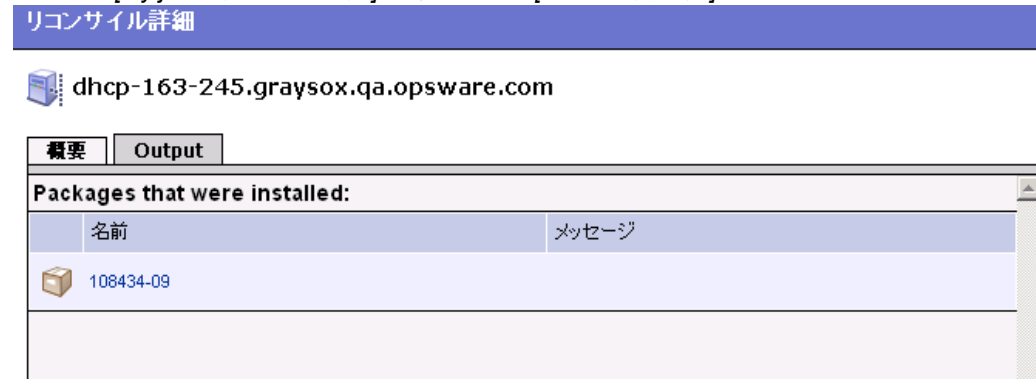 リコンサイル詳細
dhcp-163-245.graysox.qa.opsware.com
概要 Output
Packages that were installed:
名前 メッセージ
108434-09